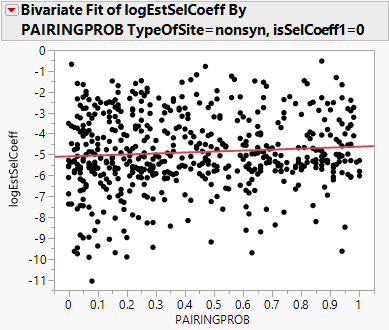 Bivariate Fit of logEstSelCoeff By
PAIRINGPROB TypeOfSite=nonsyn, isSelCoeff1=0
0
-1
-2
-3
-4
-5
-6
-7
-8
-9
-10
-11
logEstSelCoeff
0 0.1 0.2 0.3 0.4 0.5 0.6 0.7 0.8 0.9 1
PAIRINGPROB